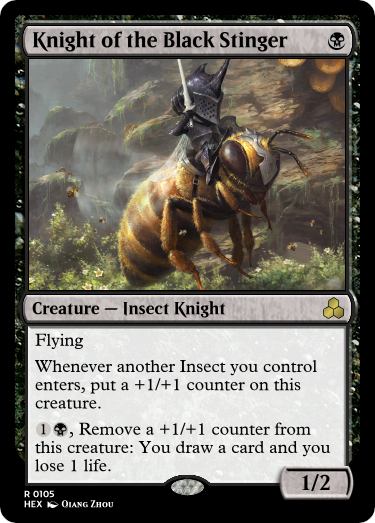 Knight of the Black Stinger
Creature — Insect Knight
Flying
Whenever another Insect you control
enters, put a +1/+1 counter on this
creature.
1, Remove a +1/+1 counter from
this creature: You draw a card and you
lose 1 life.
1/2
R 0105
HEX Qiang Zhou